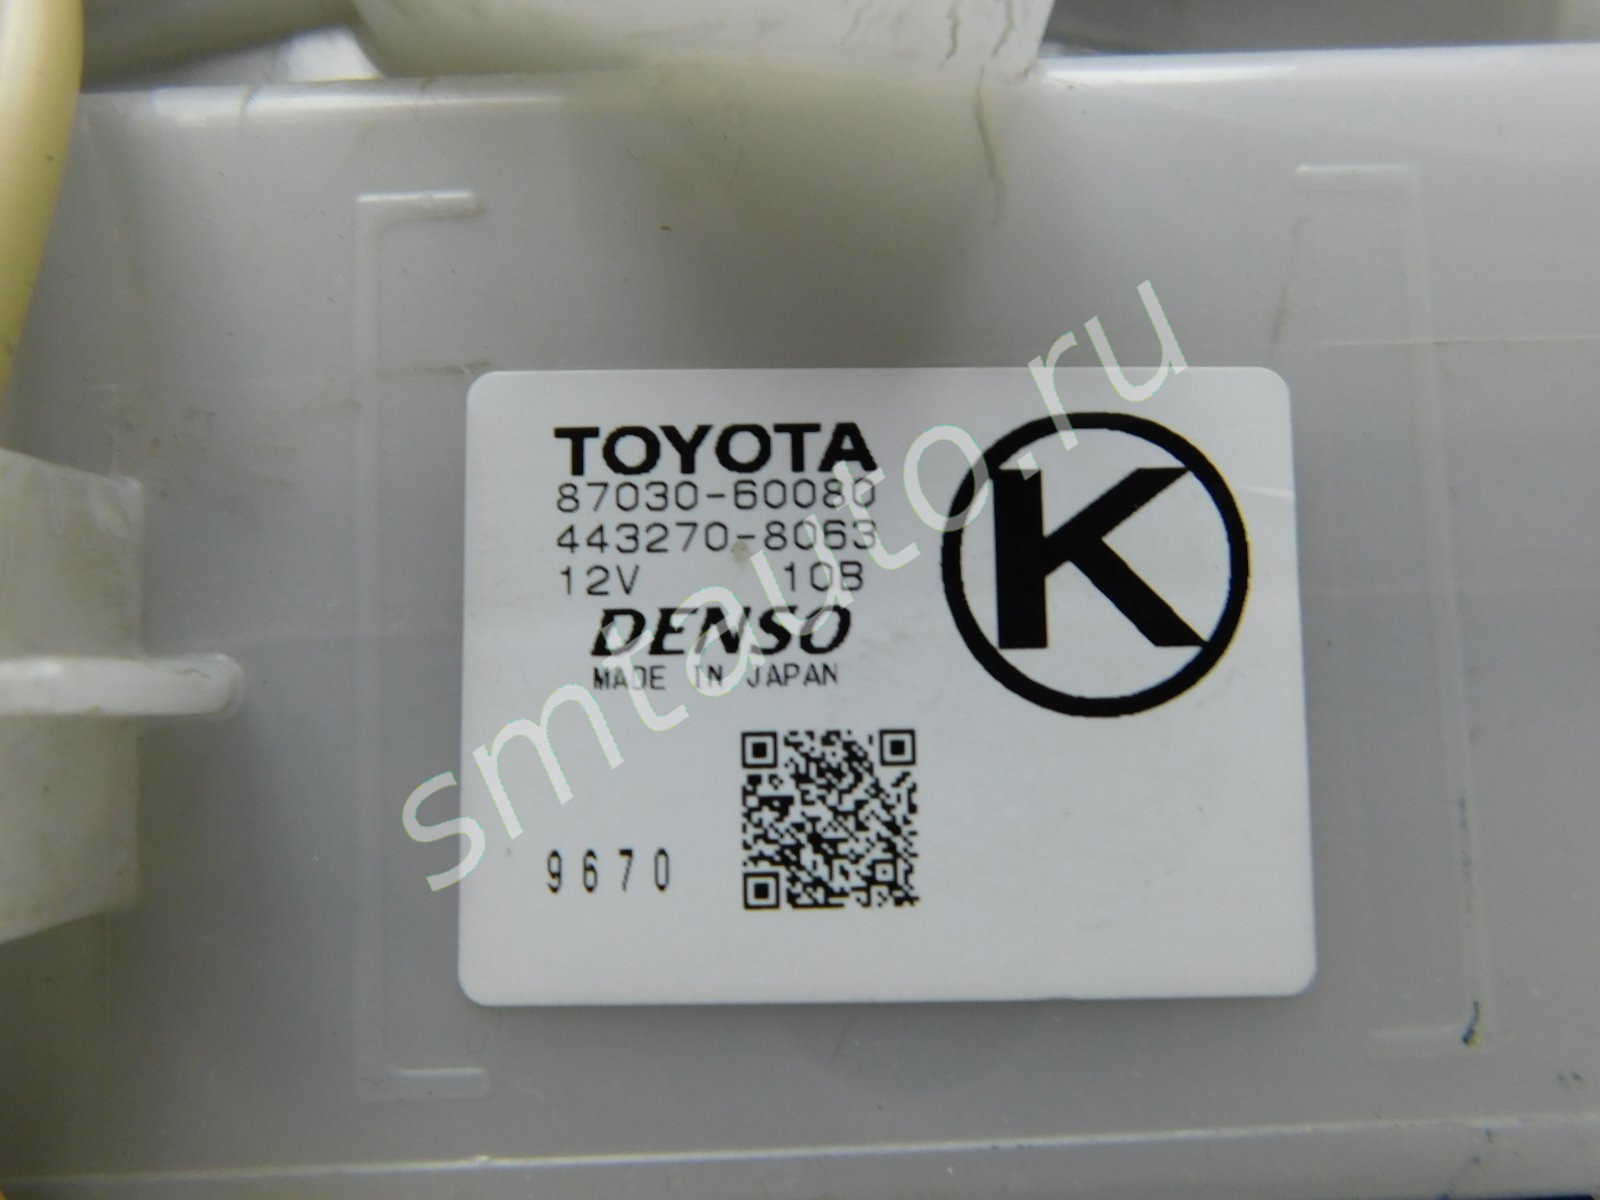 TOYOTA
87030-60080
443270-8063
12V 10B
DENSO
MADE IN JAPAN
K
9670
smtauto.ru